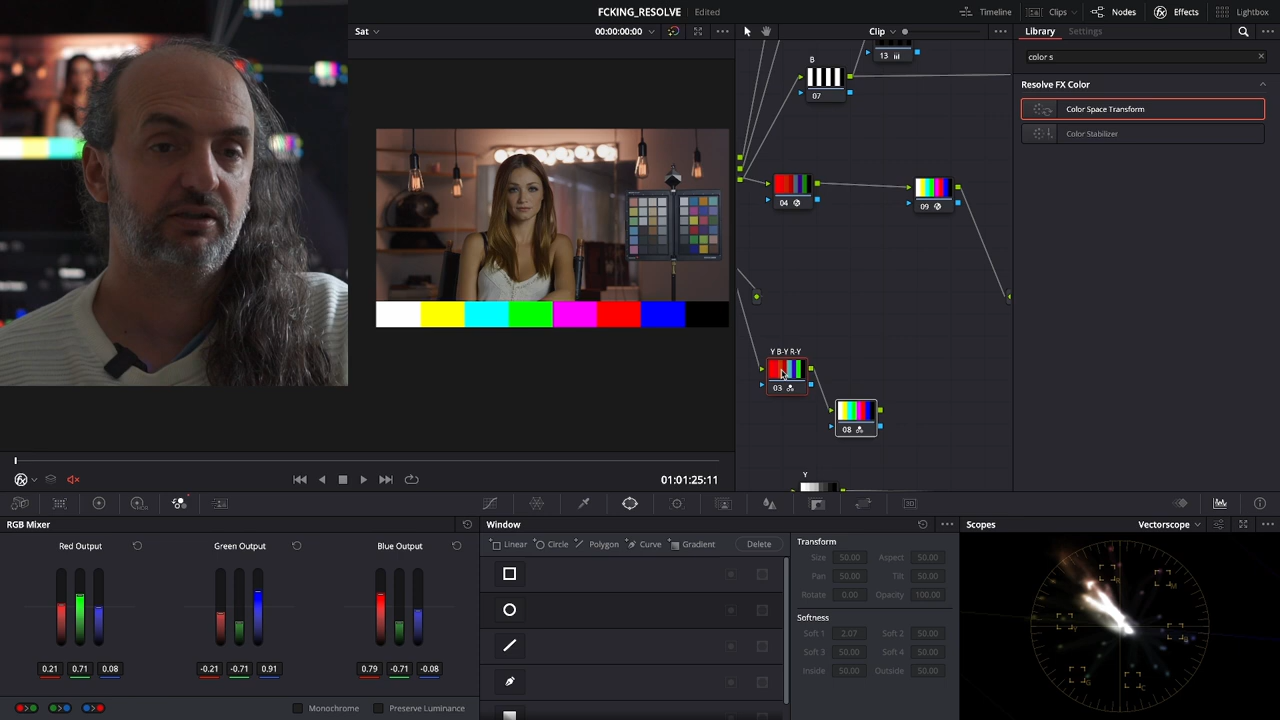 FCKING_RESOLVE Edited
Timeline Clips Nodes Effects Lightbox
Sat 00:00:00:00 Clip Library Settings
color s
Resolve FX Color
Color Space Transform
Color Stabilizer
13
B
07
04
09
Y B-Y R-Y
03
08
Y
01:01:25:11
RGB Mixer
Red Output Green Output Blue Output
0.21 0.71 0.08 -0.21 -0.71 0.91 0.79 -0.71 -0.08
Monochrome Preserve Luminance
Window
Linear Circle Polygon Curve Gradient Delete
Transform
Size 50.00 Aspect 50.00
Pan 50.00 Tilt 50.00
Rotate 0.00 Opacity 100.00
Softness
Soft 1 2.07 Soft 2 50.00
Soft 3 50.00 Soft 4 50.00
Inside 50.00 Outside 50.00
Scopes Vectorscope